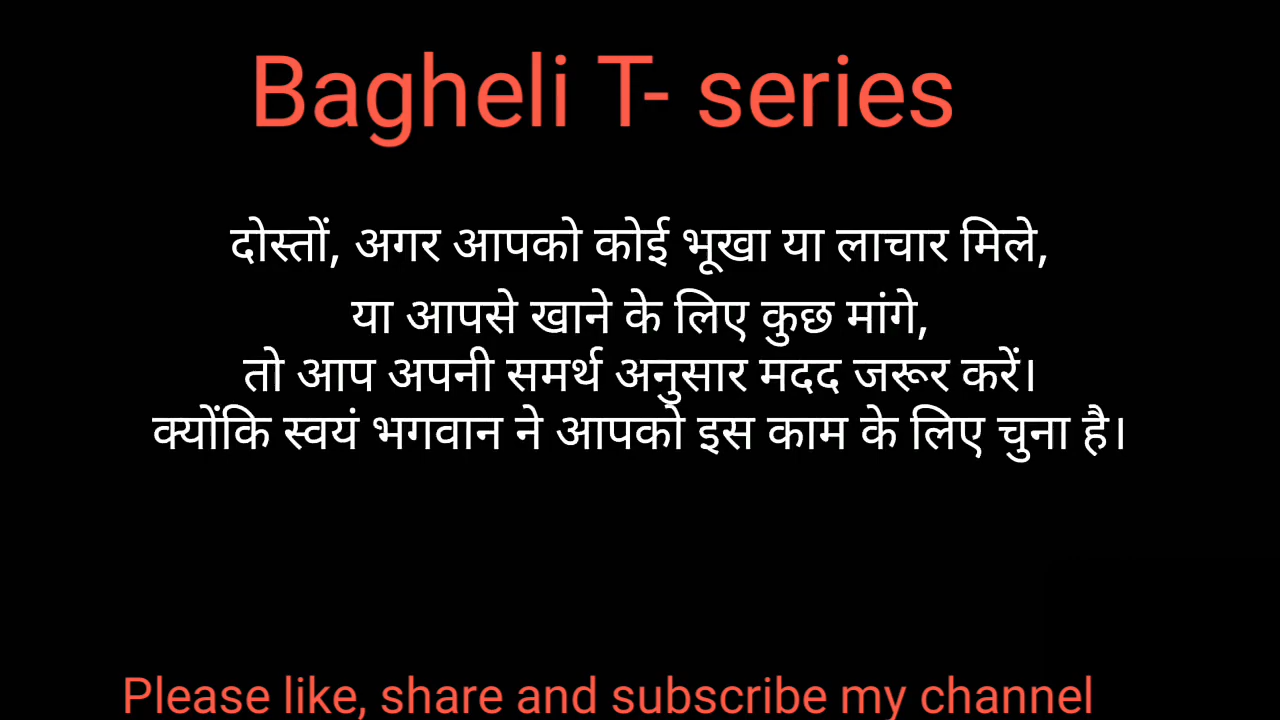 Bagheli T- series
दोस्तों, अगर आपको कोई भूखा या लाचार मिले,
या आपसे खाने के लिए कुछ मांगे,
तो आप अपनी समर्थ अनुसार मदद जरूर करें।
क्योंकि स्वयं भगवान ने आपको इस काम के लिए चुना है।
Please like, share and subscribe my channel